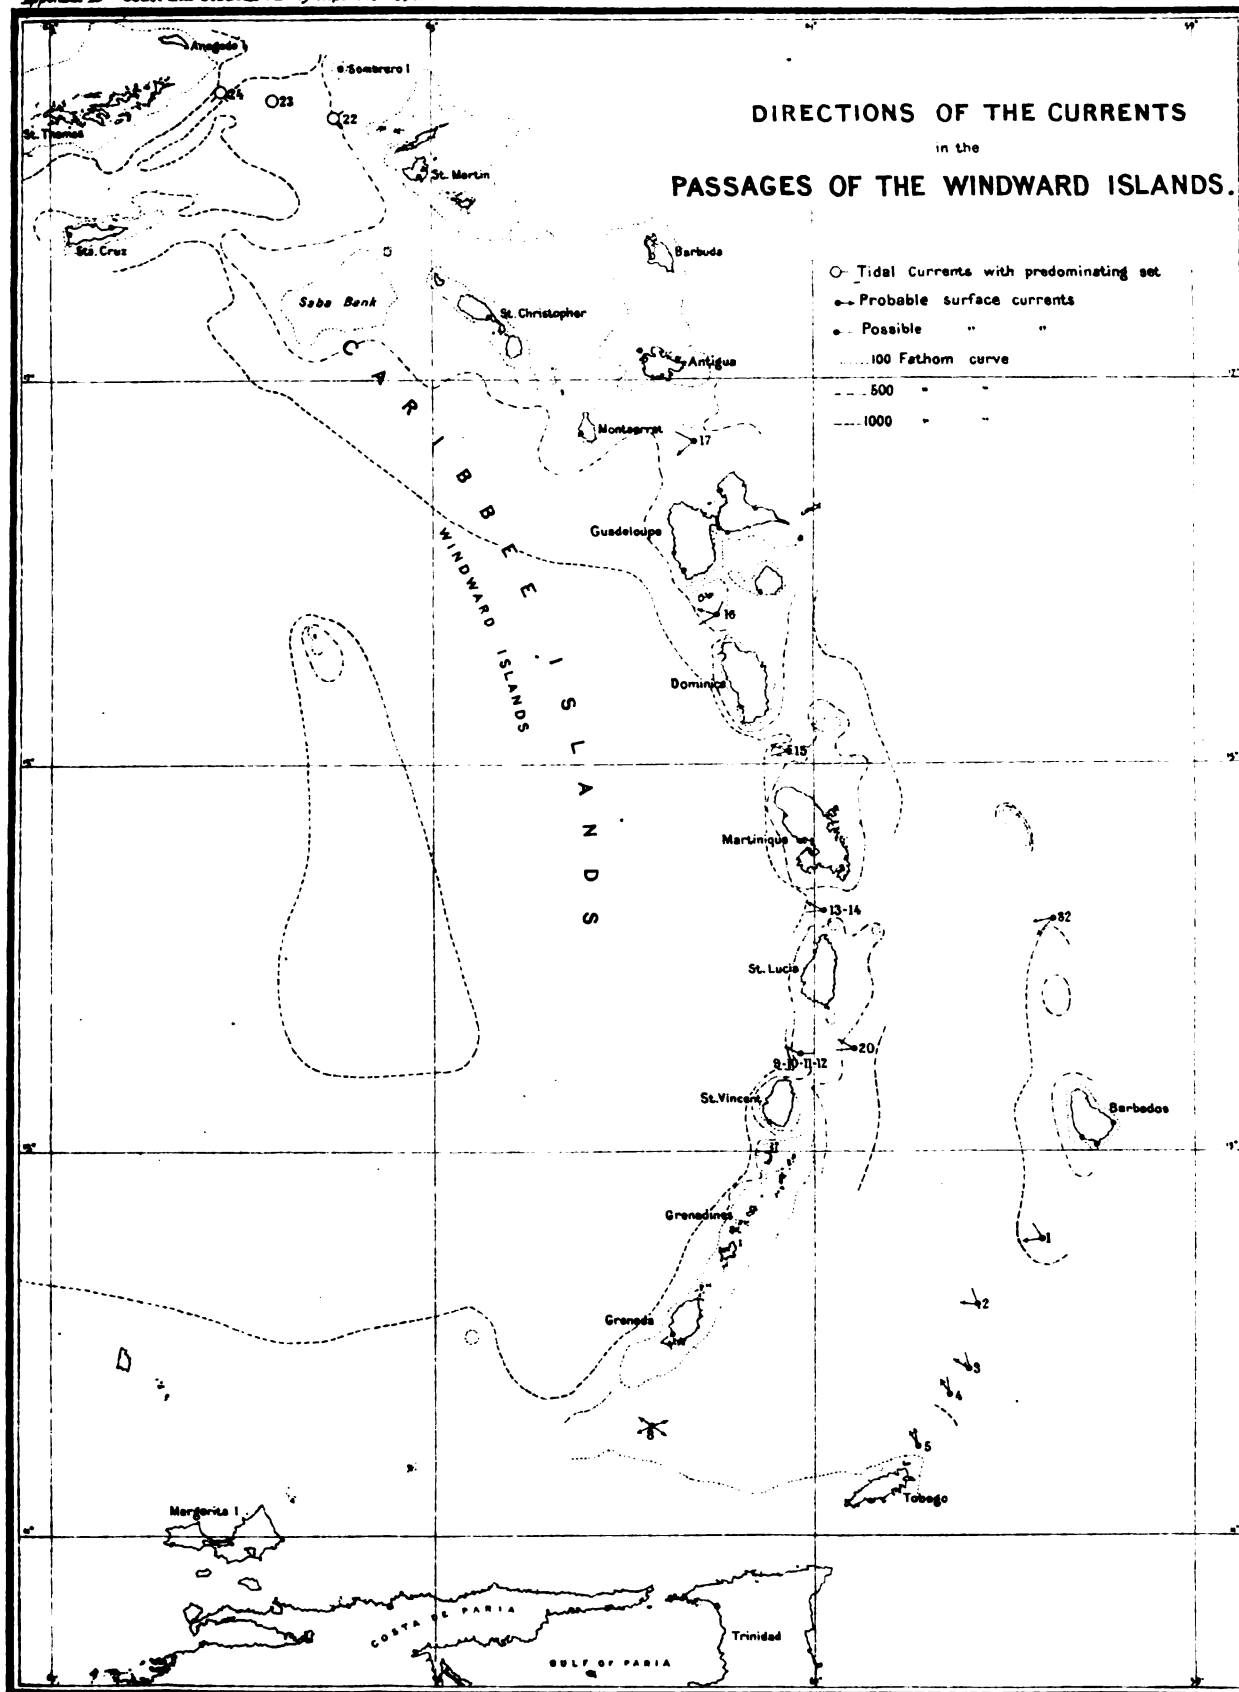 DIRECTIONS OF THE CURRENTS
in the
PASSAGES OF THE WINDWARD ISLANDS.
Tidal Currents with predominating set
Probable surface currents
Possible " "
100 Fathom curve
500 " "
1000 " "
Sombrero I
24
23
22
St. Thomas
St. Martin
Sta. Cruz
Barbuda
Saba Bank
St. Christopher
Antigua
Montserrat
17
CARIBBEE ISLANDS
WINDWARD ISLANDS
Guadeloupe
16
Dominica
15
15°
Martinique
13-14
32
St. Lucia
20
9-10-11-12
St. Vincent
Barbados
Grenadines
1
2
Grenada
3
4
8
5
Tobago
Margarita I
COSTA DE PARIA
Trinidad
GULF OF PARIA